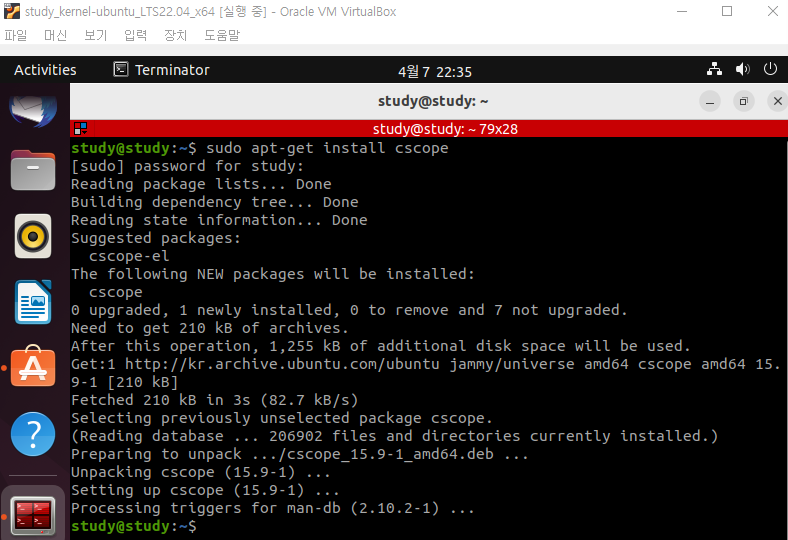 study_kernel-ubuntu_LTS22.04_x64 [실행 중] - Oracle VM VirtualBox
파일 머신 보기 입력 장치 도움말
Activities Terminator 4월 7 22:35
study@study: ~
study@study: ~ 79x28
study@study:~$ sudo apt-get install cscope
[sudo] password for study:
Reading package lists... Done
Building dependency tree... Done
Reading state information... Done
Suggested packages:
  cscope-el
The following NEW packages will be installed:
  cscope
0 upgraded, 1 newly installed, 0 to remove and 7 not upgraded.
Need to get 210 kB of archives.
After this operation, 1,255 kB of additional disk space will be used.
Get:1 http://kr.archive.ubuntu.com/ubuntu jammy/universe amd64 cscope amd64 15.
9-1 [210 kB]
Fetched 210 kB in 3s (82.7 kB/s)
Selecting previously unselected package cscope.
(Reading database ... 206902 files and directories currently installed.)
Preparing to unpack .../cscope_15.9-1_amd64.deb ...
Unpacking cscope (15.9-1) ...
Setting up cscope (15.9-1) ...
Processing triggers for man-db (2.10.2-1) ...
study@study:~$